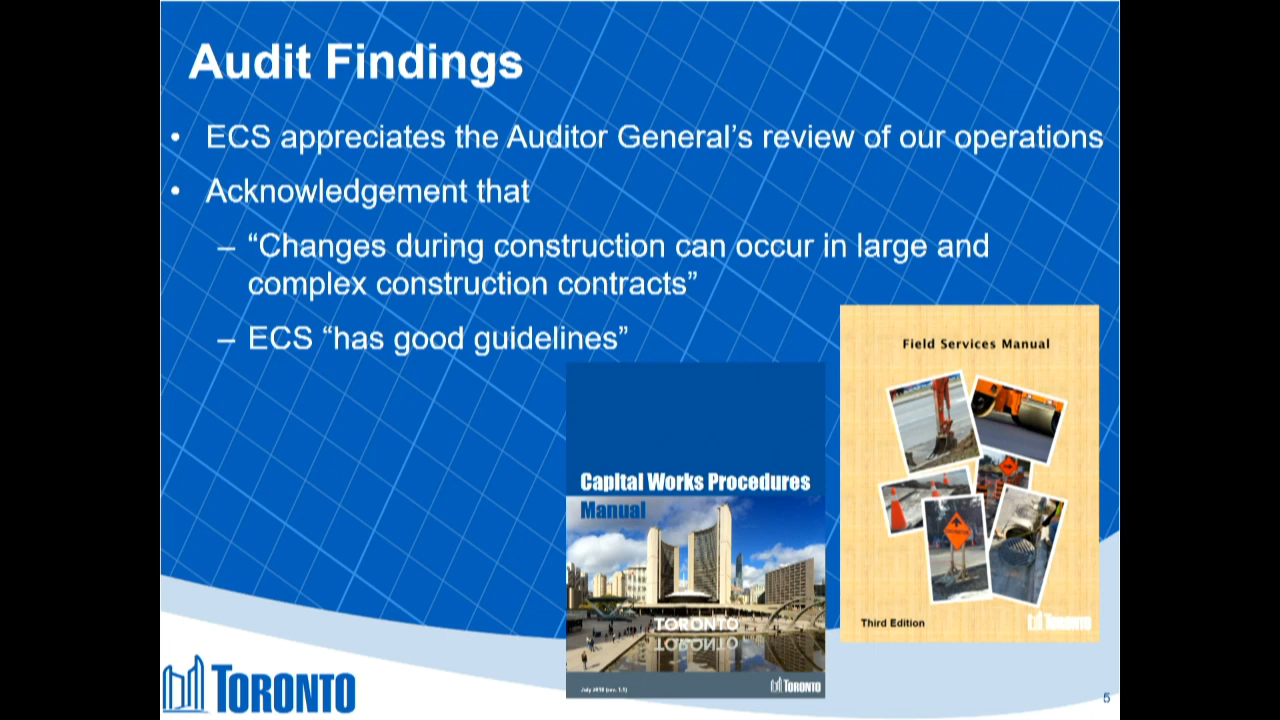 Audit Findings
• ECS appreciates the Auditor General’s review of our operations
• Acknowledgement that
– “Changes during construction can occur in large and
complex construction contracts”
– ECS “has good guidelines”
Field Services Manual
Capital Works Procedures
Manual
TORONTO
Third Edition
TORONTO
TORONTO
TORONTO
5